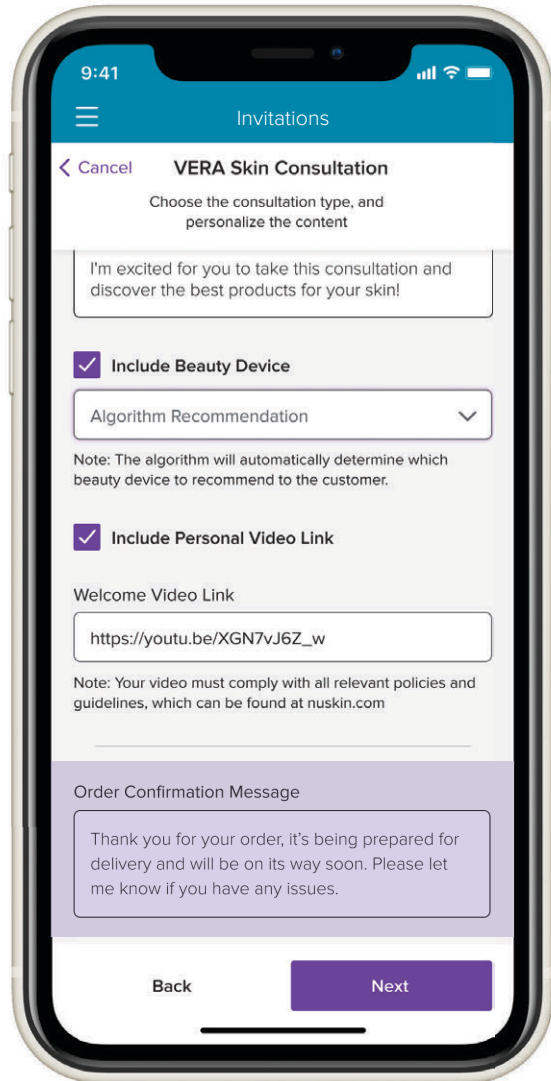 9:41
Invitations
Cancel
VERA Skin Consultation
Choose the consultation type, and
personalize the content
I'm excited for you to take this consultation and
discover the best products for your skin!
Include Beauty Device
Algorithm Recommendation
Note: The algorithm will automatically determine which
beauty device to recommend to the customer.
Include Personal Video Link
Welcome Video Link
https://youtu.be/XGN7vJ6Z_w
Note: Your video must comply with all relevant policies and
guidelines, which can be found at nuskin.com
Order Confirmation Message
Thank you for your order, it’s being prepared for
delivery and will be on its way soon. Please let
me know if you have any issues.
Back
Next